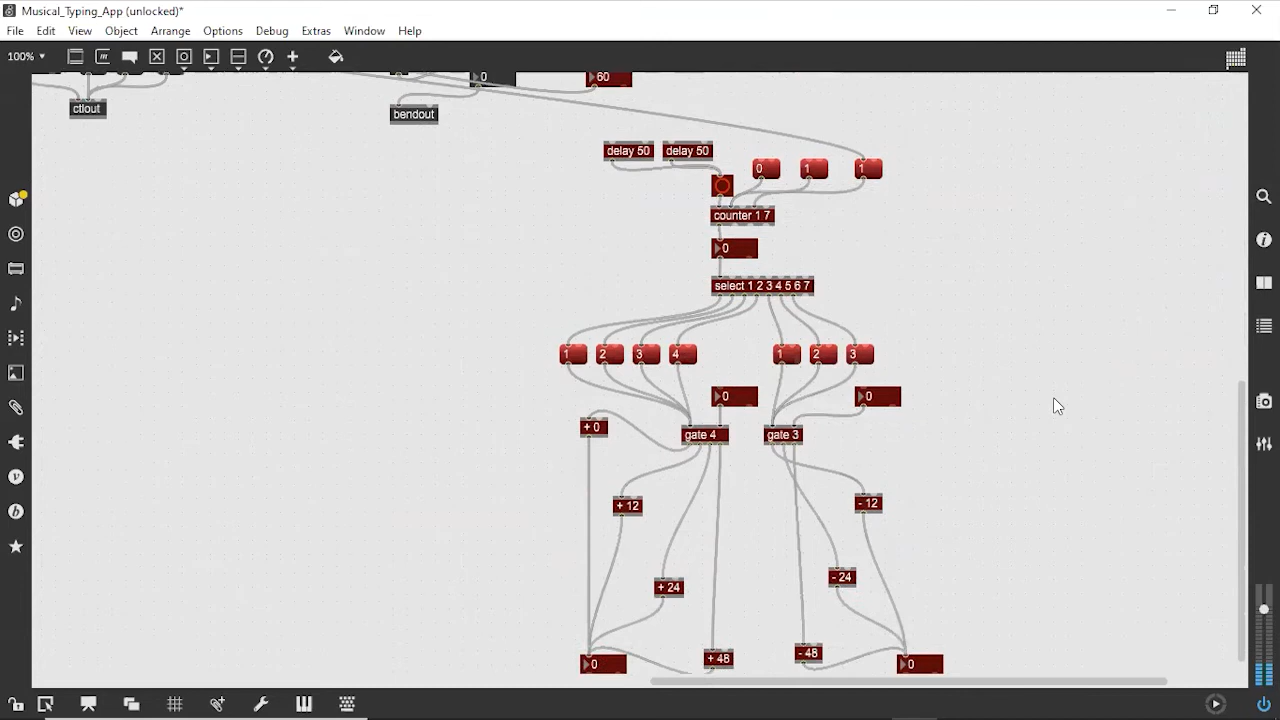 Musical_Typing_App (unlocked)*
File Edit View Object Arrange Options Debug Extras Window Help
100%
0
60
ctlout
bendout
delay 50 delay 50
0 1 1
counter 1 7
0
select 1 2 3 4 5 6 7
1 2 3 4 1 2 3
0 0
+ 0
gate 4 gate 3
+ 12 - 12
+ 24 - 24
+ 48 - 48
0 0